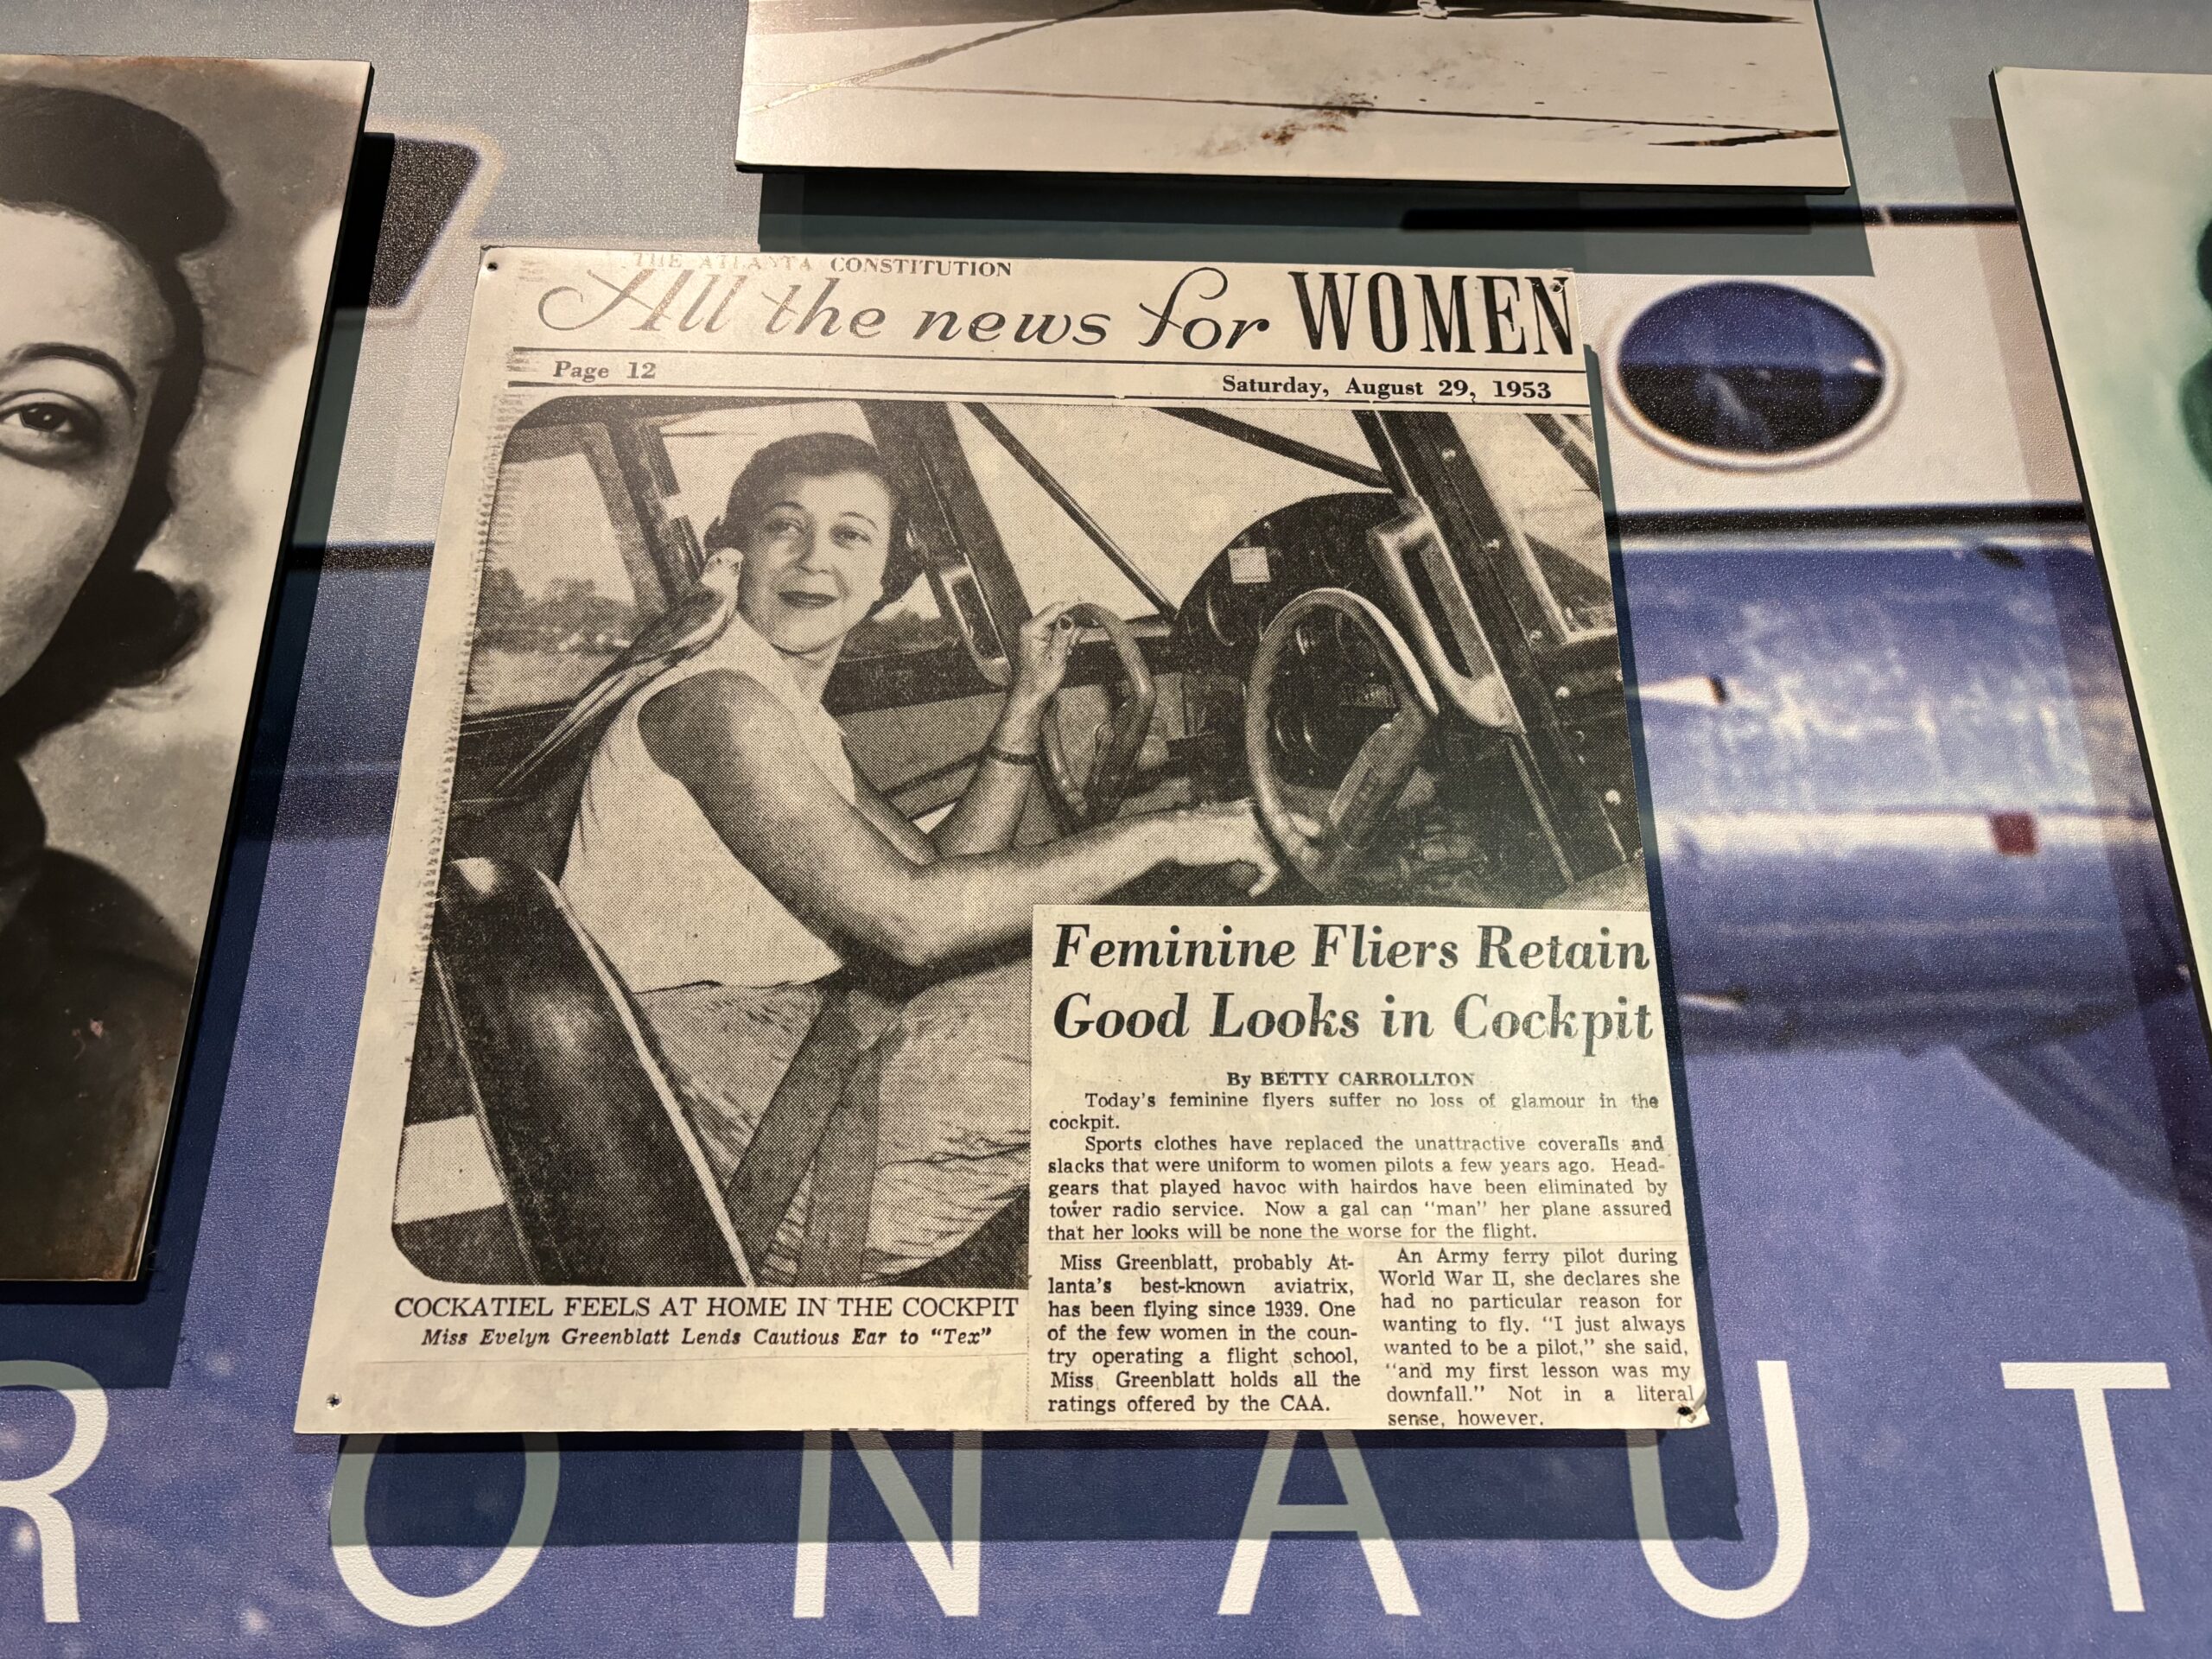 THE ATLANTA CONSTITUTION
All the news for WOMEN
Page 12
Saturday, August 29, 1953
Feminine Fliers Retain
Good Looks in Cockpit
By BETTY CARROLLTON
Today's feminine flyers suffer no loss of glamour in the
cockpit.
Sports clothes have replaced the unattractive coveralls and
slacks that were uniform to women pilots a few years ago. Head-
gears that played havoc with hairdos have been eliminated by
tower radio service. Now a gal can "man" her plane assured
that her looks will be none the worse for the flight.
Miss Greenblatt, probably At-
lanta's best-known aviatrix,
has been flying since 1939. One
of the few women in the coun-
try operating a flight school,
Miss Greenblatt holds all the
ratings offered by the CAA.
An Army ferry pilot during
World War II, she declares she
had no particular reason for
wanting to fly. "I just always
wanted to be a pilot," she said,
"and my first lesson was my
downfall." Not in a literal
sense, however.
COCKATIEL FEELS AT HOME IN THE COCKPIT
Miss Evelyn Greenblatt Lends Cautious Ear to "Tex"
RONAUT